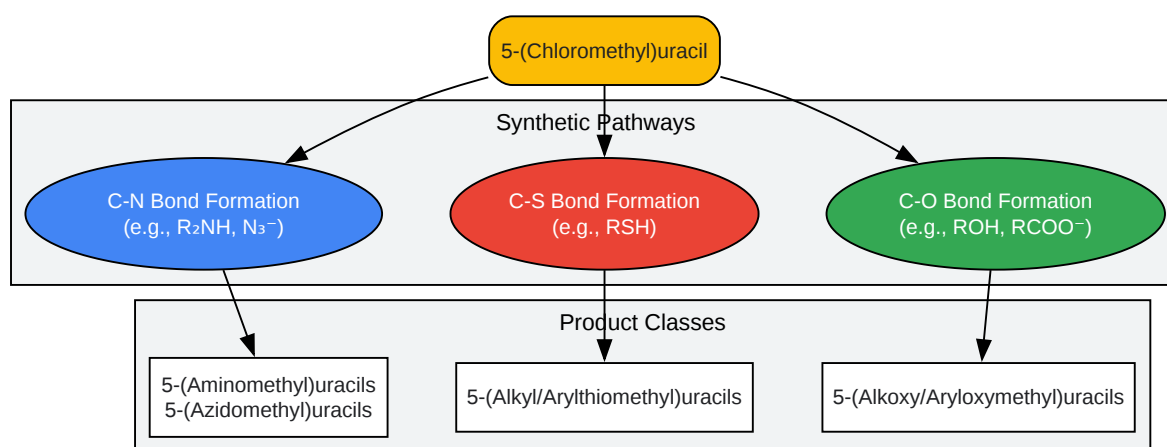 5-(Chloromethyl)uracil
Synthetic Pathways
C-N Bond Formation
(e.g., R₂NH, N₃⁻)
C-S Bond Formation
(e.g., RSH)
C-O Bond Formation
(e.g., ROH, RCOO⁻)
Product Classes
5-(Aminomethyl)uracils
5-(Azidomethyl)uracils
5-(Alkyl/Arylthiomethyl)uracils
5-(Alkoxy/Aryloxymethyl)uracils